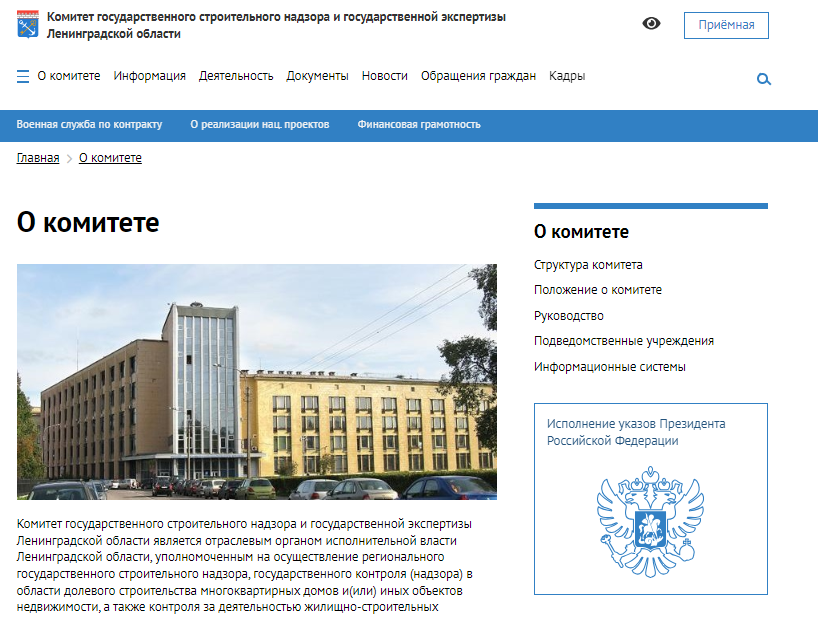 Комитет государственного строительного надзора и государственной экспертизы
Ленинградской области
Приёмная
О комитете Информация Деятельность Документы Новости Обращения граждан Кадры
Военная служба по контракту О реализации нац. проектов Финансовая грамотность
Главная О комитете
О комитете
Комитет государственного строительного надзора и государственной экспертизы
Ленинградской области является отраслевым органом исполнительной власти
Ленинградской области, уполномоченным на осуществление регионального
государственного строительного надзора, государственного контроля (надзора) в
области долевого строительства многоквартирных домов и(или) иных объектов
недвижимости, а также контроля за деятельностью жилищно-строительных
О комитете
Структура комитета
Положение о комитете
Руководство
Подведомственные учреждения
Информационные системы
Исполнение указов Президента
Российской Федерации